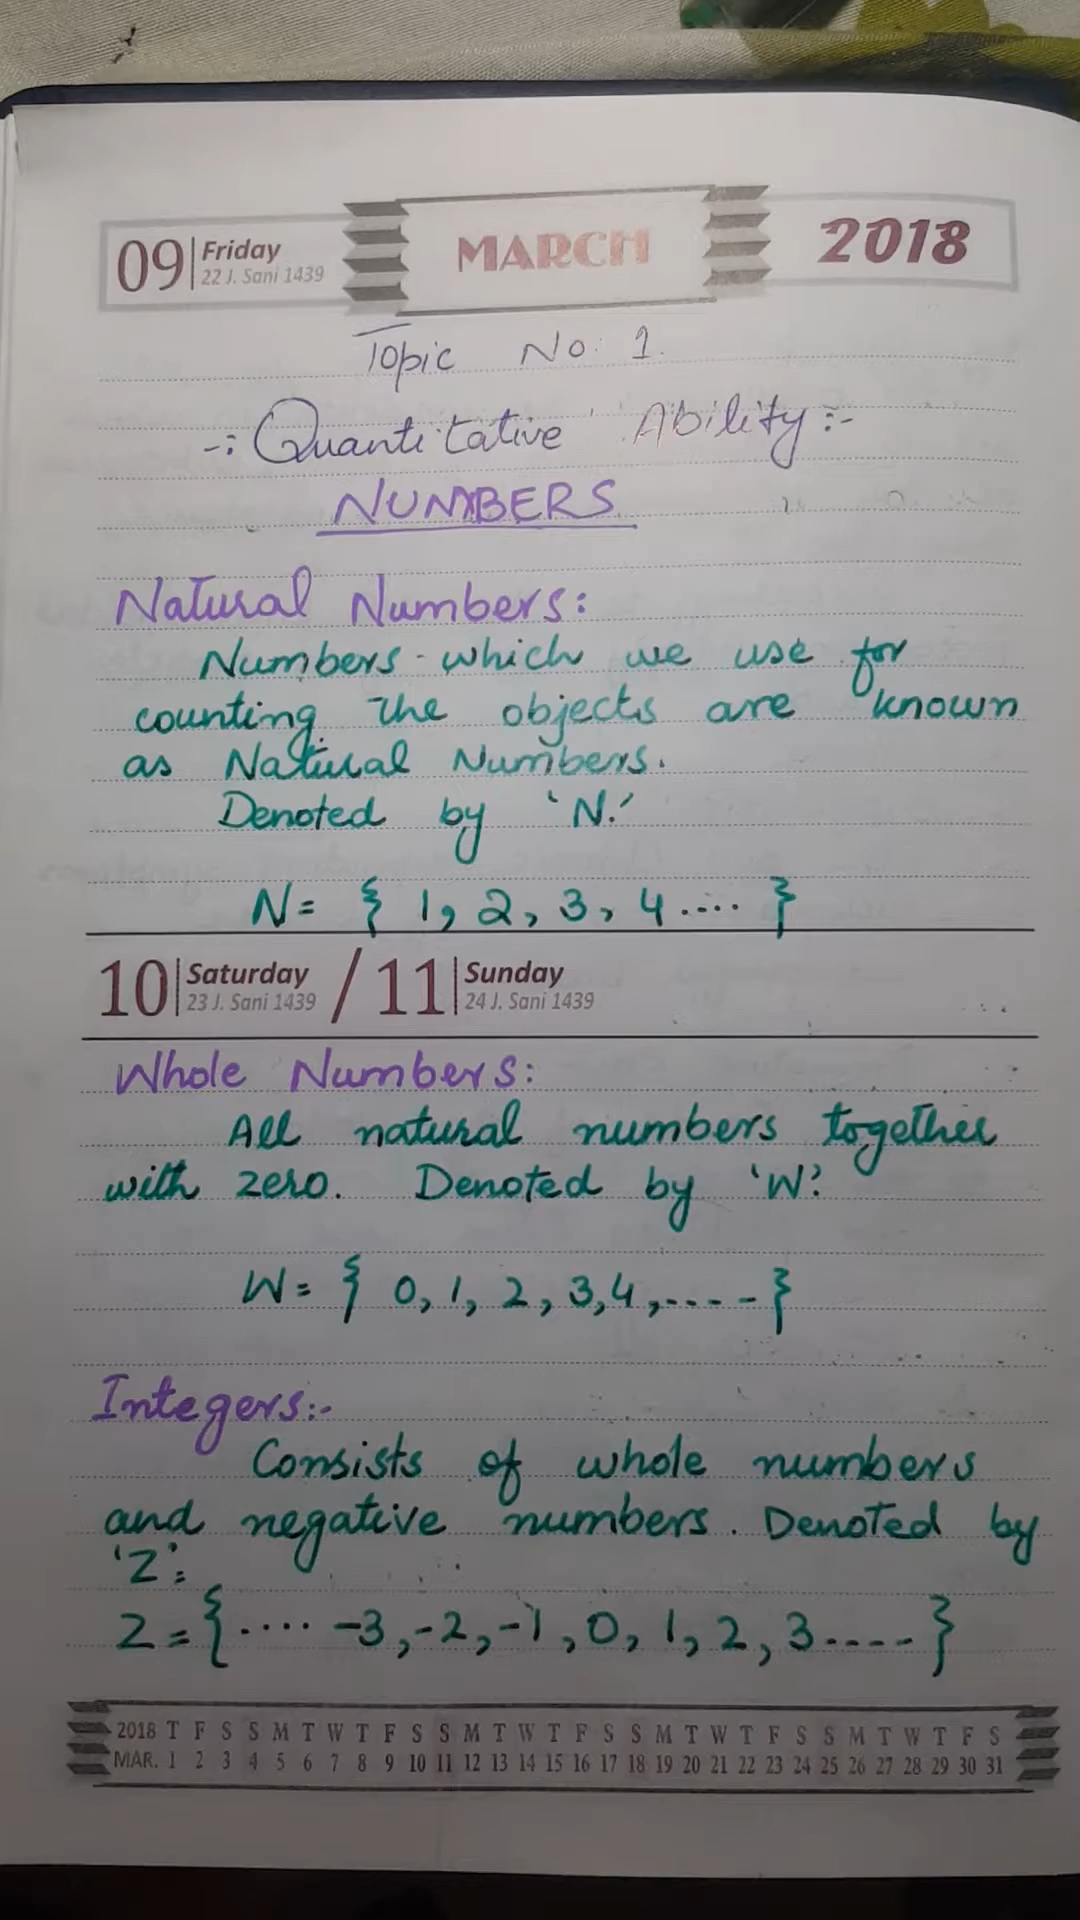 09 Friday MARCH 2018
22 J. Sani 1439
Topic No: 1.
-: Quantitative Ability :-
NUMBERS
Natural Numbers:
Numbers which we use for
counting the objects are known
as Natural Numbers.
Denoted by 'N.'
N = { 1, 2, 3, 4 .... }
10 Saturday / 11 Sunday
23 J. Sani 1439 24 J. Sani 1439
Whole Numbers:
All natural numbers together
with zero. Denoted by 'W'.
W = { 0, 1, 2, 3, 4, .... }
Integers:-
Consists of whole numbers
and negative numbers. Denoted by
'Z'.
Z = { .... -3, -2, -1, 0, 1, 2, 3 .... }
2018 T F S S M T W T F S S M T W T F S S M T W T F S S M T W T F S
MAR. 1 2 3 4 5 6 7 8 9 10 11 12 13 14 15 16 17 18 19 20 21 22 23 24 25 26 27 28 29 30 31